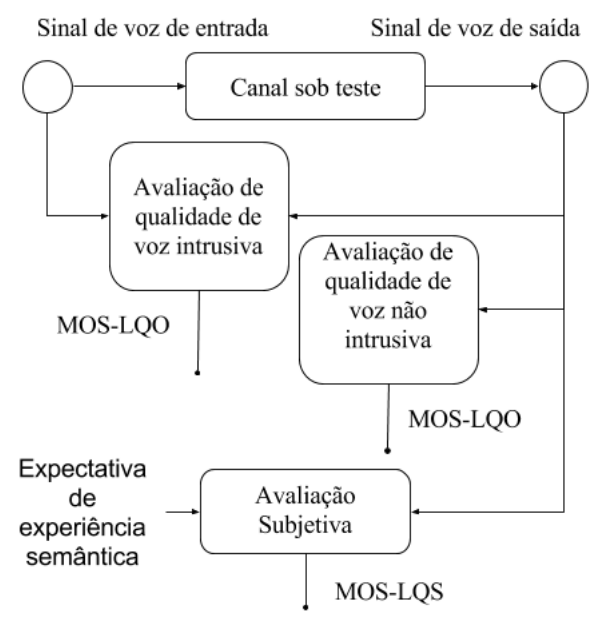 Sinal de voz de entrada
Sinal de voz de saída
Canal sob teste
Avaliação de
qualidade de
voz intrusiva
Avaliação de
qualidade de
voz não
intrusiva
MOS-LQO
MOS-LQO
Expectativa
de
experiência
semântica
Avaliação
Subjetiva
MOS-LQS